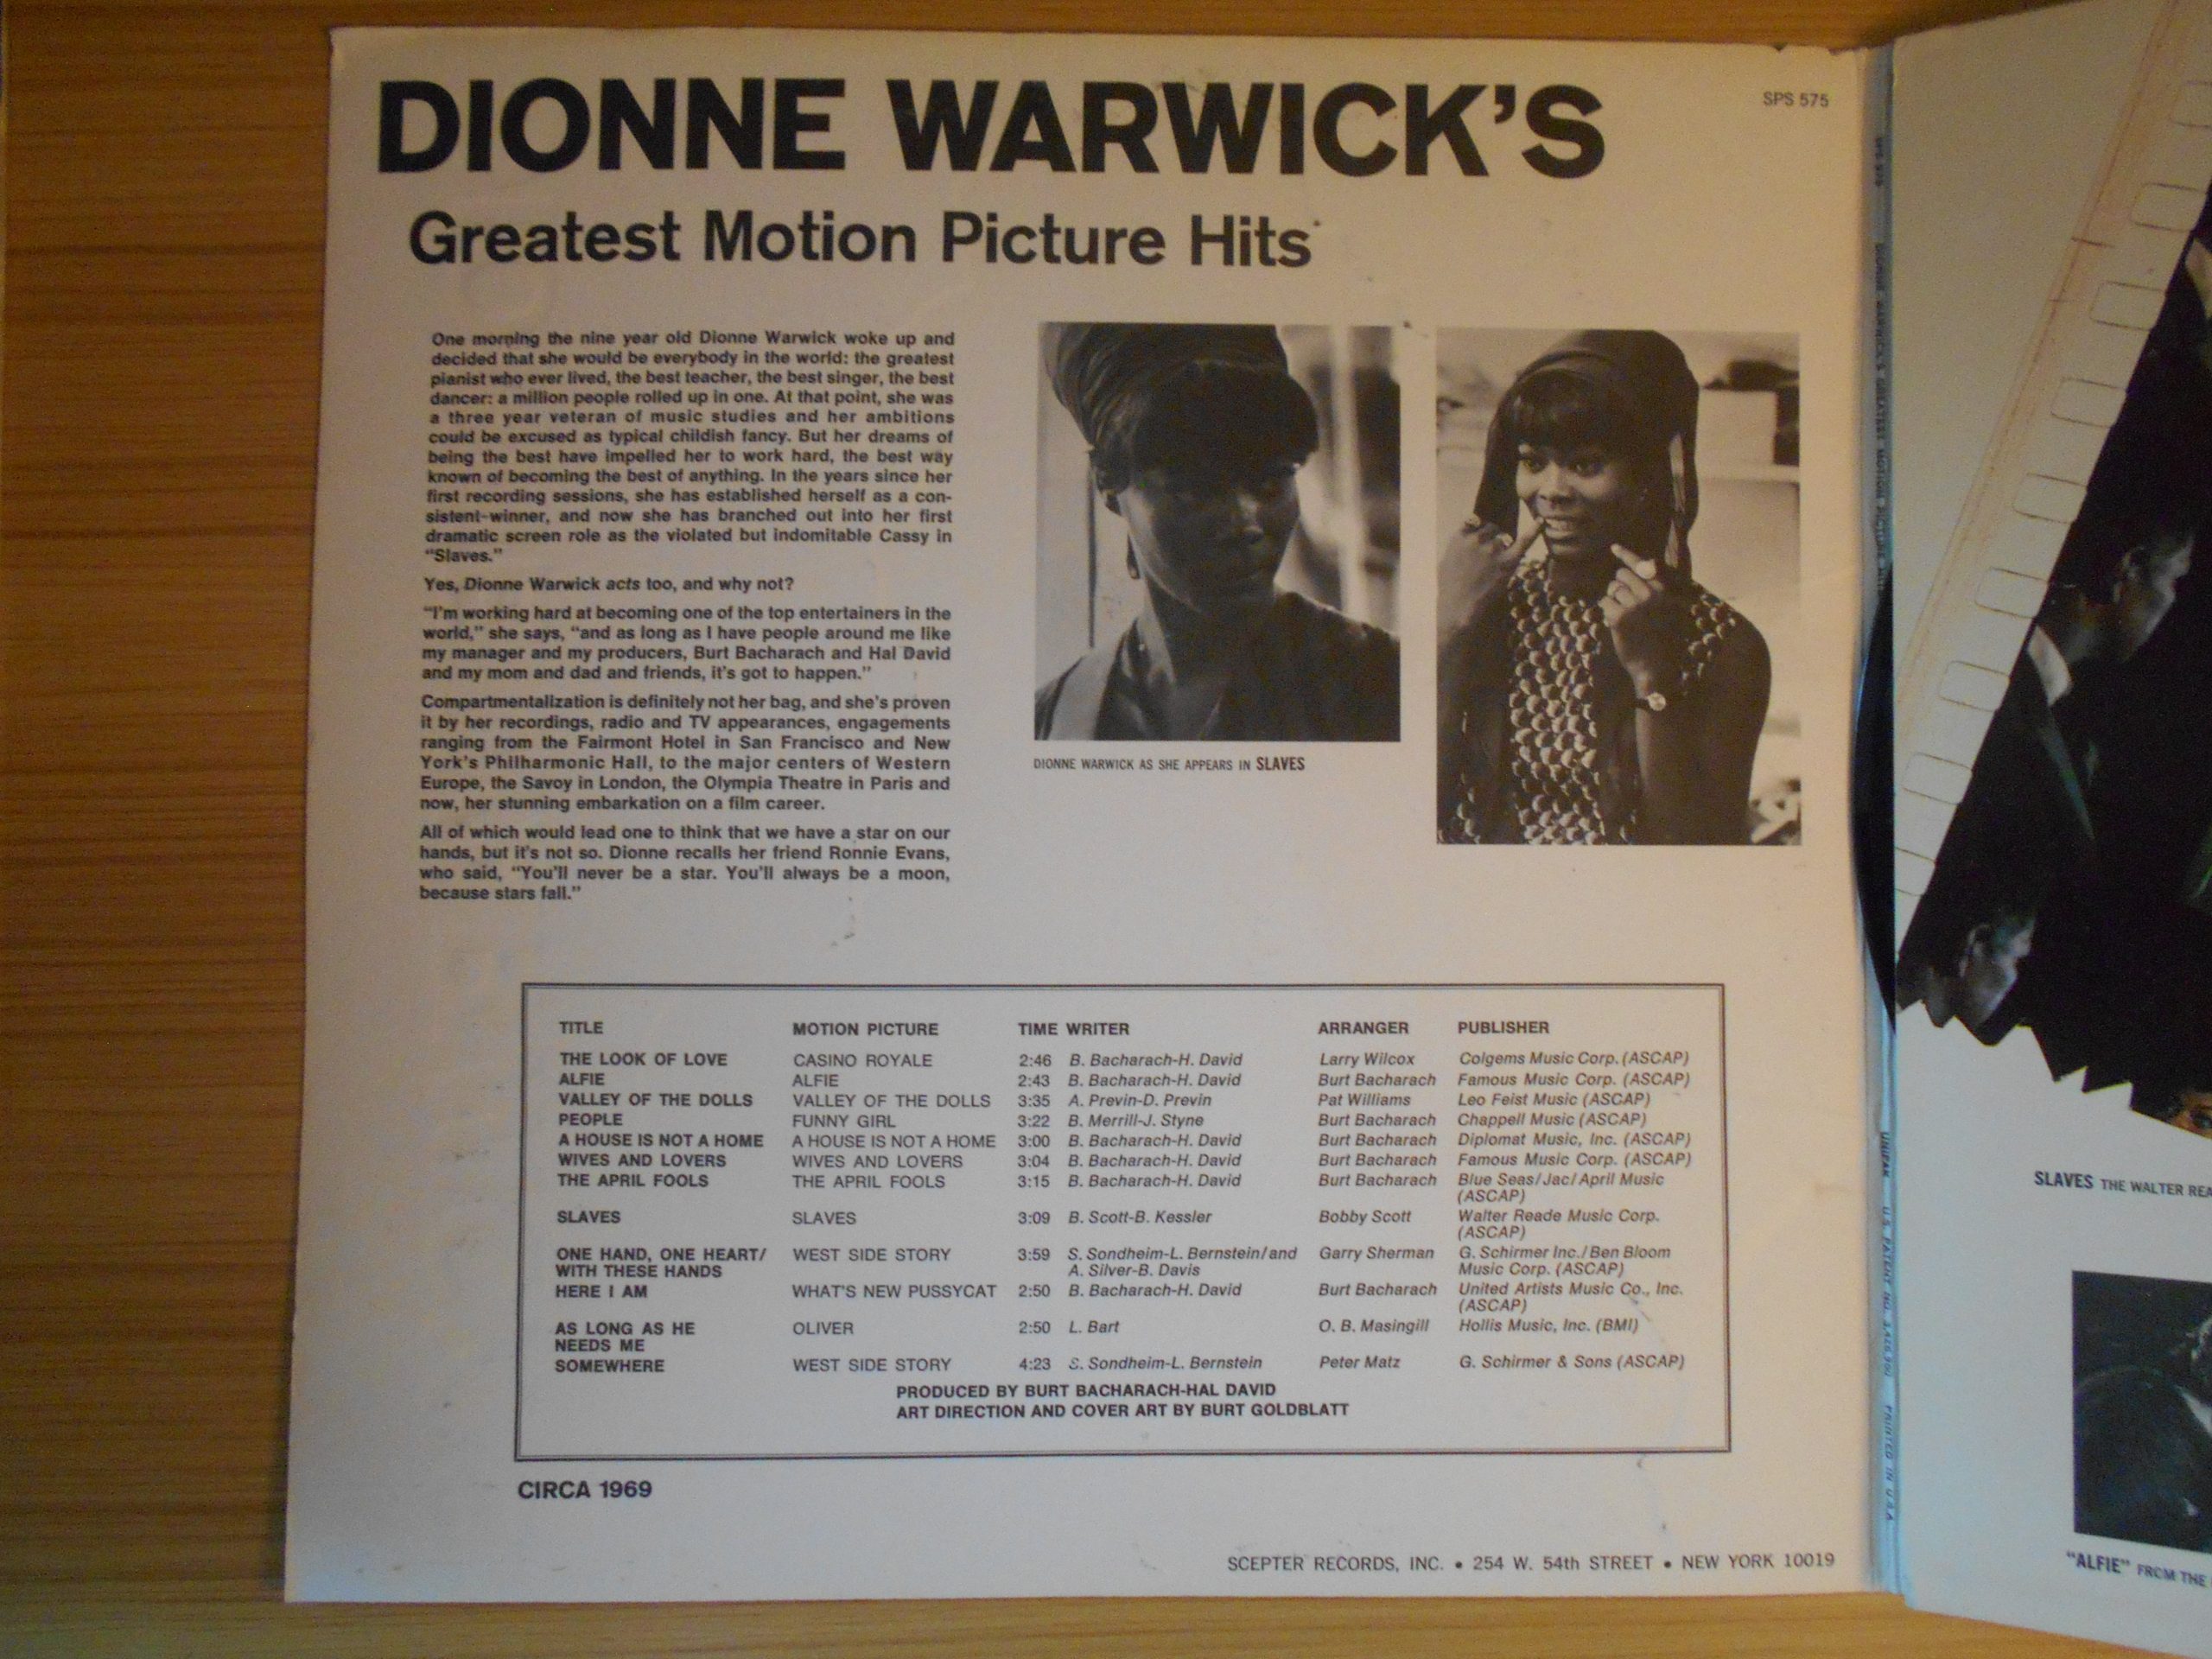 DIONNE WARWICK'S
SPS 575
Greatest Motion Picture Hits
One morning the nine year old Dionne Warwick woke up and
decided that she would be everybody in the world: the greatest
pianist who ever lived, the best teacher, the best singer, the best
dancer: a million people rolled up in one. At that point, she was
a three year veteran of music studies and her ambitions
could be excused as typical childish fancy. But her dreams of
being the best have impelled her to work hard, the best way
known of becoming the best of anything. In the years since her
first recording sessions, she has established herself as a con-
sistent-winner, and now she has branched out into her first
dramatic screen role as the violated but indomitable Cassy in
"Slaves."
Yes, Dionne Warwick acts too, and why not?
"I'm working hard at becoming one of the top entertainers in the
world," she says, "and as long as I have people around me like
my manager and my producers, Burt Bacharach and Hal David
and my mom and dad and friends, it's got to happen."
Compartmentalization is definitely not her bag, and she's proven
it by her recordings, radio and TV appearances, engagements
ranging from the Fairmont Hotel in San Francisco and New
York's Philharmonic Hall, to the major centers of Western
Europe, the Savoy in London, the Olympia Theatre in Paris and
now, her stunning embarkation on a film career.
All of which would lead one to think that we have a star on our
hands, but it's not so. Dionne recalls her friend Ronnie Evans,
who said, "You'll never be a star. You'll always be a moon,
because stars fall."
DIONNE WARWICK AS SHE APPEARS IN SLAVES
TITLE MOTION PICTURE TIME WRITER ARRANGER PUBLISHER
THE LOOK OF LOVE CASINO ROYALE 2:46 B. Bacharach-H. David Larry Wilcox Colgems Music Corp. (ASCAP)
ALFIE ALFIE 2:43 B. Bacharach-H. David Burt Bacharach Famous Music Corp. (ASCAP)
VALLEY OF THE DOLLS VALLEY OF THE DOLLS 3:35 A. Previn-D. Previn Pat Williams Leo Feist Music (ASCAP)
PEOPLE FUNNY GIRL 3:22 B. Merrill-J. Styne Burt Bacharach Chappell Music (ASCAP)
A HOUSE IS NOT A HOME A HOUSE IS NOT A HOME 3:00 B. Bacharach-H. David Burt Bacharach Diplomat Music, Inc. (ASCAP)
WIVES AND LOVERS WIVES AND LOVERS 3:04 B. Bacharach-H. David Burt Bacharach Famous Music Corp. (ASCAP)
THE APRIL FOOLS THE APRIL FOOLS 3:15 B. Bacharach-H. David Burt Bacharach Blue Seas/Jac/April Music
(ASCAP)
SLAVES SLAVES 3:09 B. Scott-B. Kessler Bobby Scott Walter Reade Music Corp.
(ASCAP)
ONE HAND, ONE HEART/ WEST SIDE STORY 3:59 S. Sondheim-L. Bernstein/and Garry Sherman G. Schirmer Inc./Ben Bloom
WITH THESE HANDS A. Silver-B. Davis Music Corp. (ASCAP)
HERE I AM WHAT'S NEW PUSSYCAT 2:50 B. Bacharach-H. David Burt Bacharach United Artists Music Co., Inc.
(ASCAP)
AS LONG AS HE OLIVER 2:50 L. Bart O. B. Masingill Hollis Music, Inc. (BMI)
NEEDS ME
SOMEWHERE WEST SIDE STORY 4:23 S. Sondheim-L. Bernstein Peter Matz G. Schirmer & Sons (ASCAP)
PRODUCED BY BURT BACHARACH-HAL DAVID
ART DIRECTION AND COVER ART BY BURT GOLDBLATT
CIRCA 1969
SCEPTER RECORDS, INC. • 254 W. 54th STREET • NEW YORK 10019
SLAVES THE WALTER REA
"ALFIE" FROM THE
UNIPAK U.S. PATENT NO. PRINTED IN U.S.A.